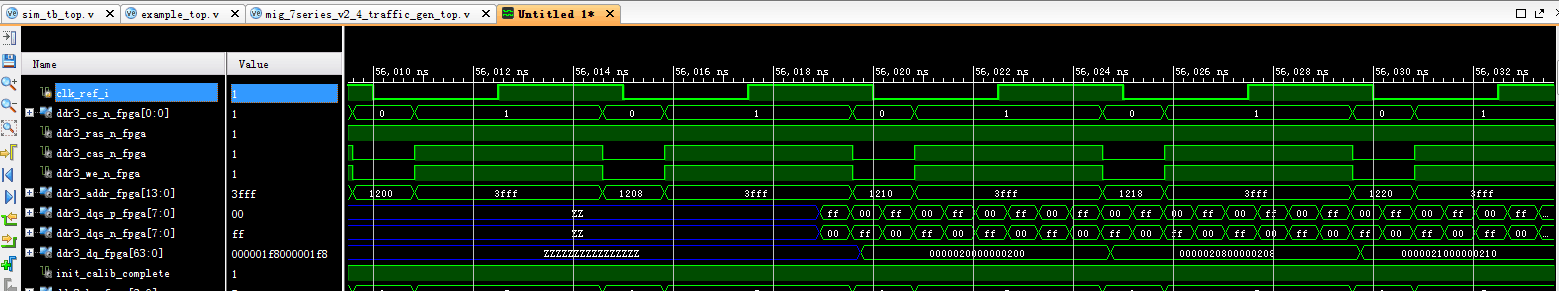 sim_tb_top.v × example_top.v × mig_7series_v2_4_traffic_gen_top.v × Untitled 1* ×
Name Value
56,010 ns 56,012 ns 56,014 ns 56,016 ns 56,018 ns 56,020 ns 56,022 ns 56,024 ns 56,026 ns 56,028 ns 56,030 ns 56,032 ns
clk_ref_i 1
ddr3_cs_n_fpga[0:0] 1 0 1 0 1 0 1 0 1 0 1
ddr3_ras_n_fpga 1
ddr3_cas_n_fpga 1
ddr3_we_n_fpga 1
ddr3_addr_fpga[13:0] 3fff 1200 3fff 1208 3fff 1210 3fff 1218 3fff 1220 3fff
ddr3_dqs_p_fpga[7:0] 00 ZZ ff 00 ff 00 ff 00 ff 00 ff 00 ff 00 ff 00 ff 00 ff 00 ff 00 ff 00 ...
ddr3_dqs_n_fpga[7:0] ff ZZ 00 ff 00 ff 00 ff 00 ff 00 ff 00 ff 00 ff 00 ff 00 ff 00 ff 00 ff ...
ddr3_dq_fpga[63:0] 000001f8000001f8 ZZZZZZZZZZZZZZZZ 0000020000000200 0000020800000208 0000021000000210
init_calib_complete 1